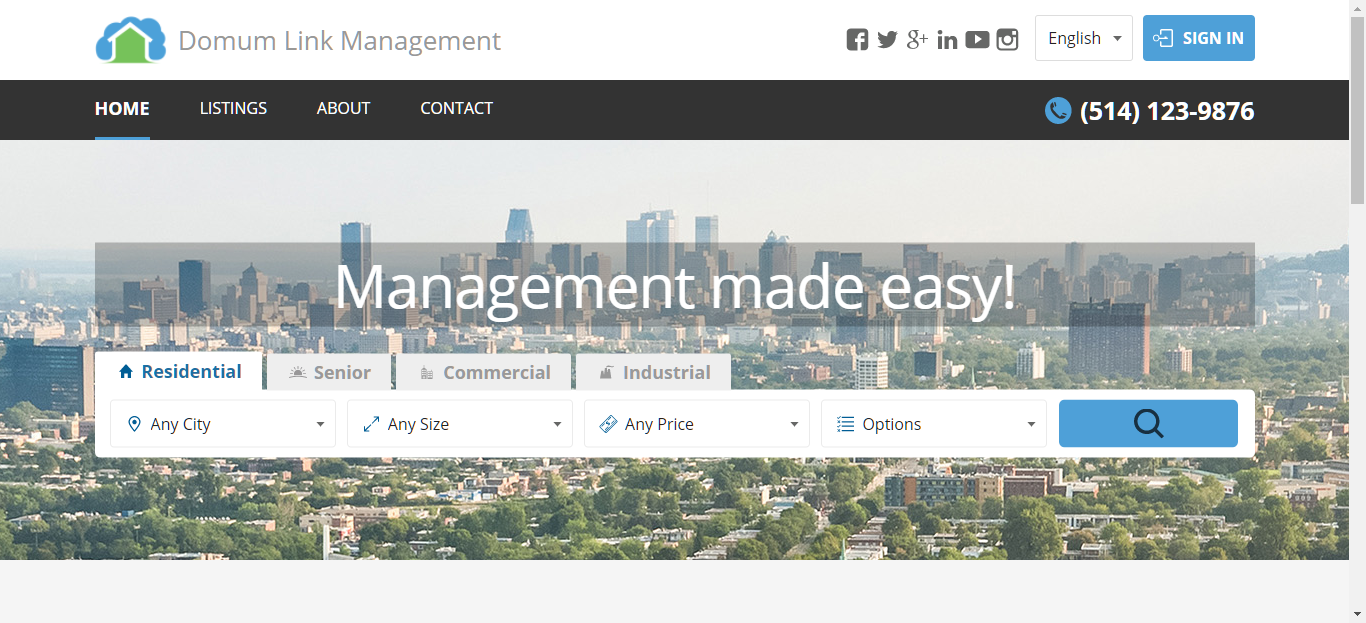 Domum Link Management
English
SIGN IN
HOME LISTINGS ABOUT CONTACT
(514) 123-9876
Management made easy!
Residential Senior Commercial Industrial
Any City Any Size Any Price Options